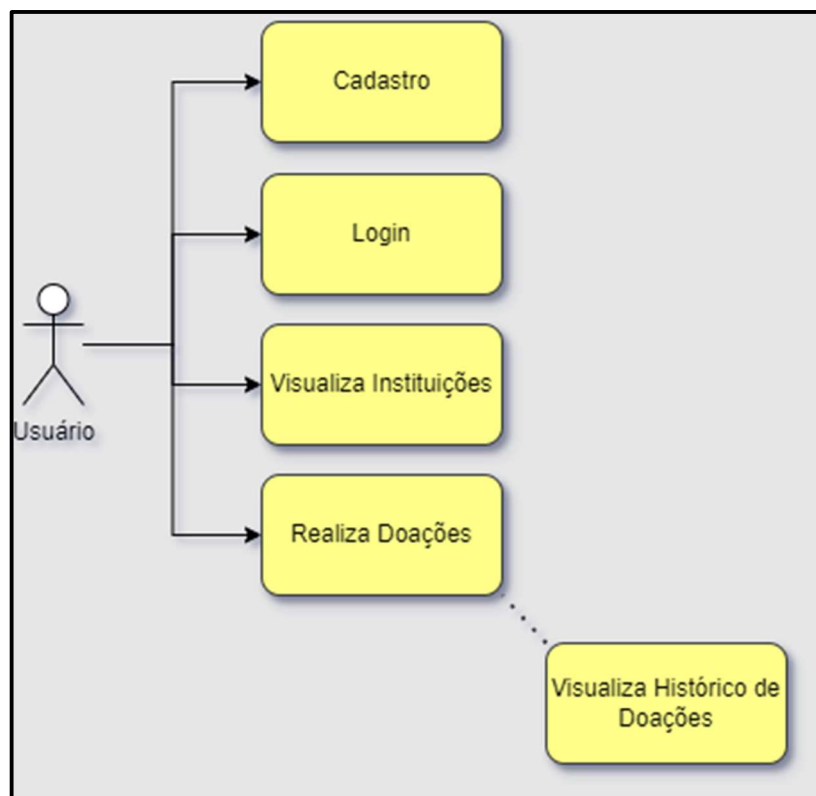 Cadastro
Login
Visualiza Instituições
Usuário
Realiza Doações
Visualiza Histórico de
Doações